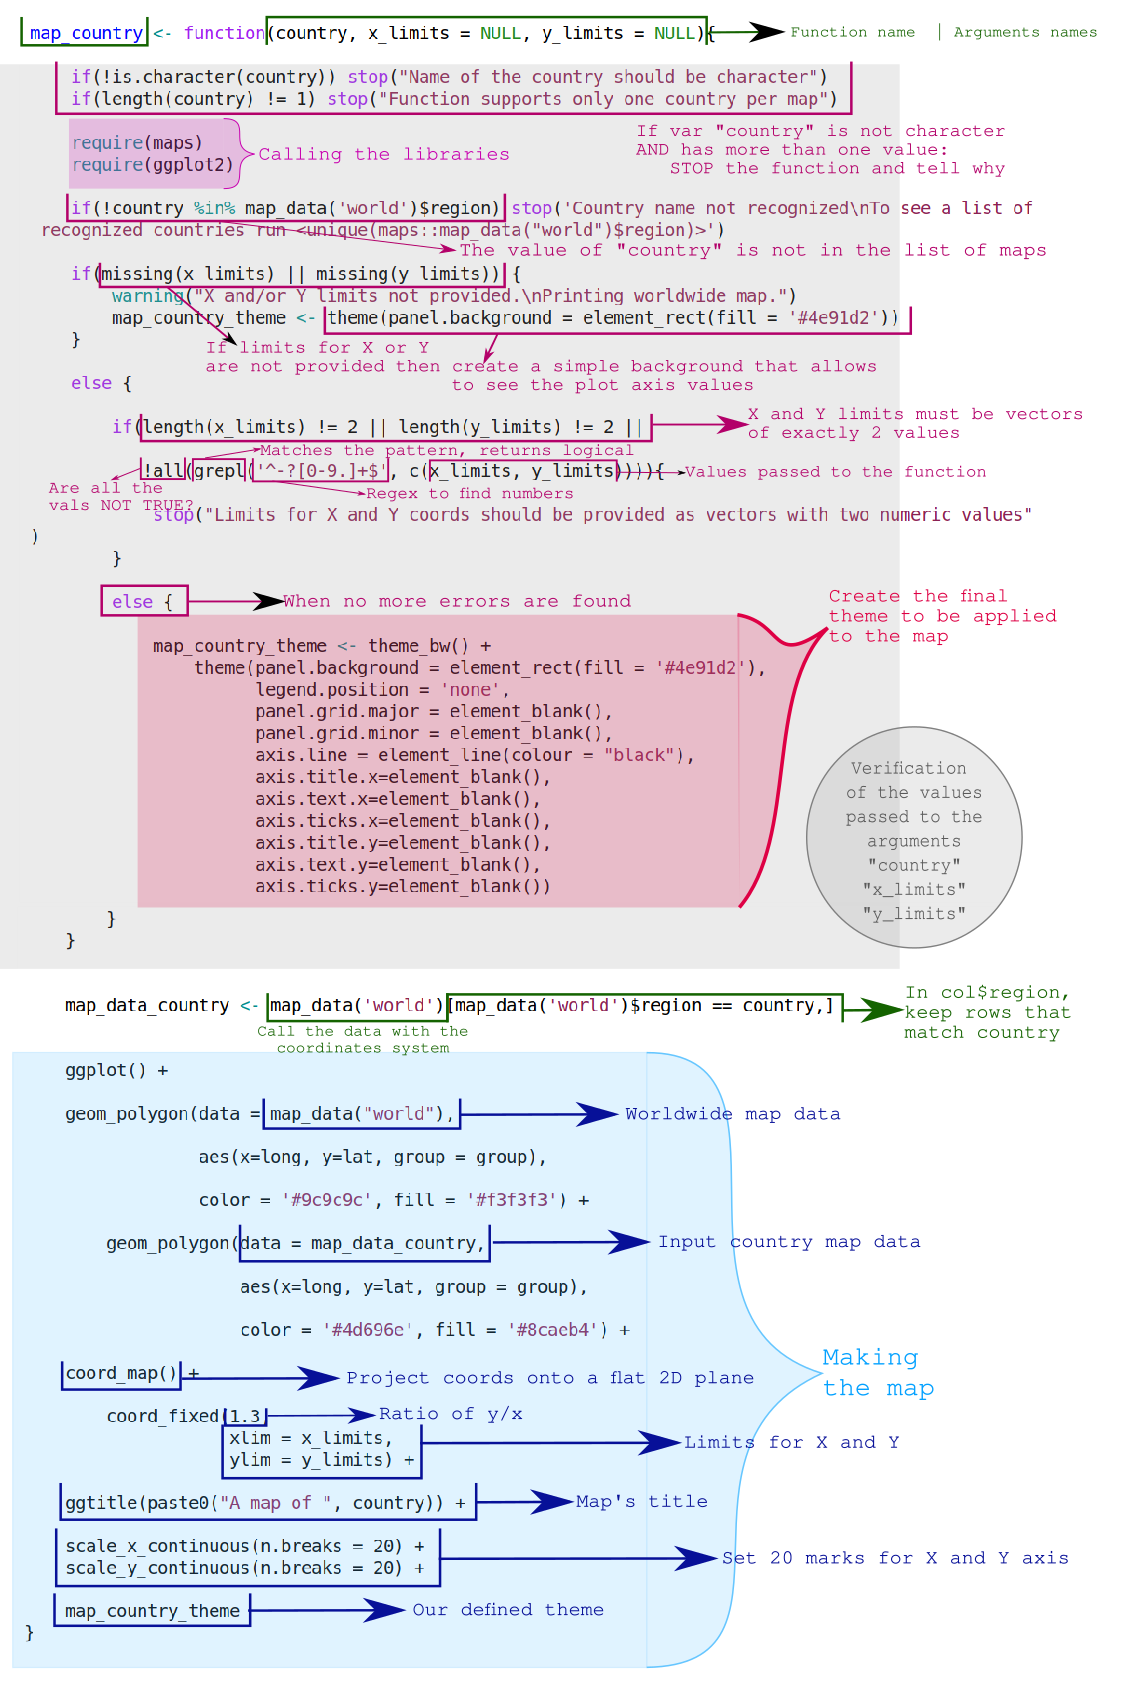 map_country <- function(country, x_limits = NULL, y_limits = NULL){ Function name | Arguments names
if(!is.character(country)) stop("Name of the country should be character")
if(length(country) != 1) stop("Function supports only one country per map")
If var "country" is not character
AND has more than one value:
STOP the function and tell why
require(maps)
require(ggplot2)
Calling the libraries
if(!country %in% map_data('world')$region) stop('Country name not recognized\nTo see a list of
recognized countries run <unique(maps::map_data("world")$region)>')
The value of "country" is not in the list of maps
if(missing(x_limits) || missing(y_limits)) {
warning("X and/or Y limits not provided.\nPrinting worldwide map.")
map_country_theme <- theme(panel.background = element_rect(fill = '#4e91d2'))
}
If limits for X or Y
are not provided then create a simple background that allows
to see the plot axis values
else {
if(length(x_limits) != 2 || length(y_limits) != 2 ||
X and Y limits must be vectors
of exactly 2 values
Matches the pattern, returns logical
!all(grepl('^-?[0-9.]+$', c(x_limits, y_limits)))){ Values passed to the function
Are all the
vals NOT TRUE?
Regex to find numbers
stop("Limits for X and Y coords should be provided as vectors with two numeric values"
)
}
else { When no more errors are found
Create the final
theme to be applied
to the map
map_country_theme <- theme_bw() +
theme(panel.background = element_rect(fill = '#4e91d2'),
legend.position = 'none',
panel.grid.major = element_blank(),
panel.grid.minor = element_blank(),
axis.line = element_line(colour = "black"),
axis.title.x=element_blank(),
axis.text.x=element_blank(),
axis.ticks.x=element_blank(),
axis.title.y=element_blank(),
axis.text.y=element_blank(),
axis.ticks.y=element_blank())
}
}
Verification
of the values
passed to the
arguments
"country"
"x_limits"
"y_limits"
map_data_country <- map_data('world')[map_data('world')$region == country,]
In col$region,
keep rows that
match country
Call the data with the
coordinates system
ggplot() +
geom_polygon(data = map_data("world"), Worldwide map data
aes(x=long, y=lat, group = group),
color = '#9c9c9c', fill = '#f3f3f3') +
geom_polygon(data = map_data_country, Input country map data
aes(x=long, y=lat, group = group),
color = '#4d696e', fill = '#8caeb4') +
Making
the map
coord_map() + Project coords onto a flat 2D plane
coord_fixed(1.3, Ratio of y/x
xlim = x_limits,
ylim = y_limits) +
Limits for X and Y
ggtitle(paste0("A map of ", country)) + Map's title
scale_x_continuous(n.breaks = 20) +
scale_y_continuous(n.breaks = 20) +
Set 20 marks for X and Y axis
map_country_theme Our defined theme
}